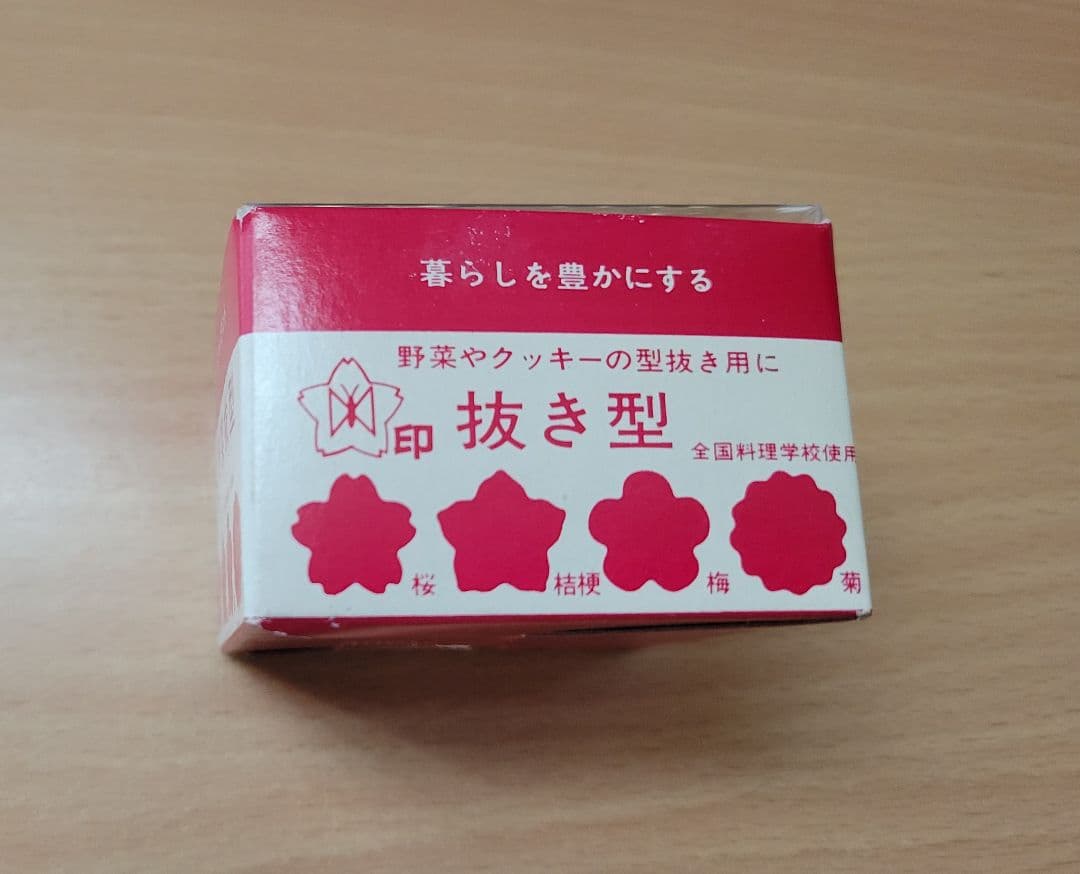 暮らしを豊かにする
野菜やクッキーの型抜き用に
印 抜き型
全国料理学校使用
桜 桔梗 梅 菊